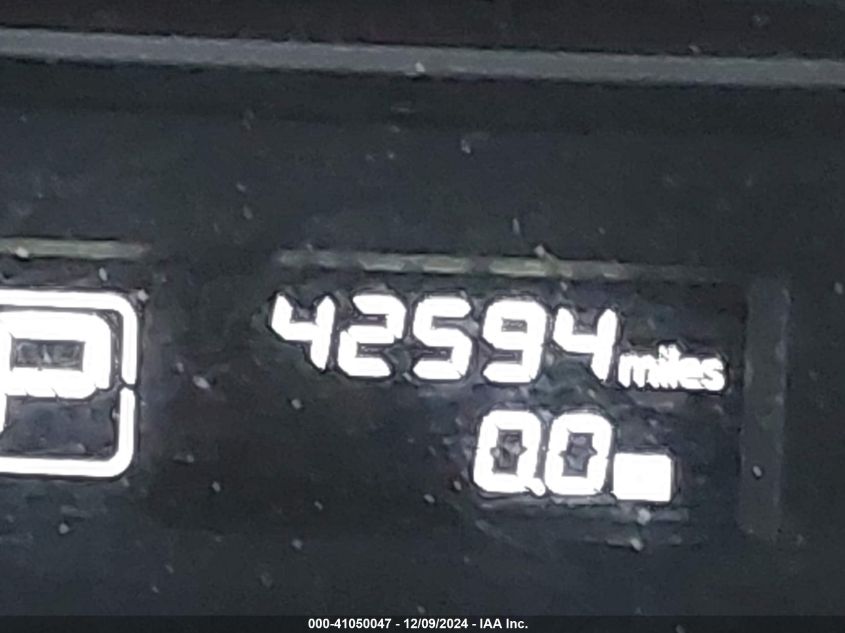 P
42594 miles
0.0
000-41050047 - 12/09/2024 - IAA Inc.